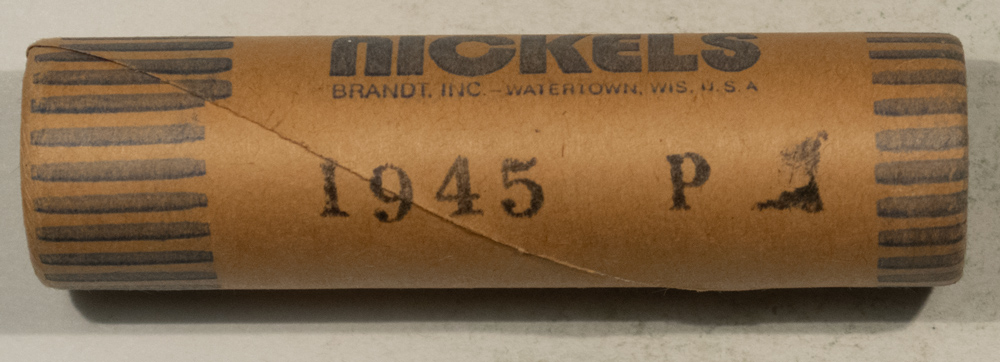 NICKELS
BRANDT, INC.-WATERTOWN, WIS. U.S.A
1945 P